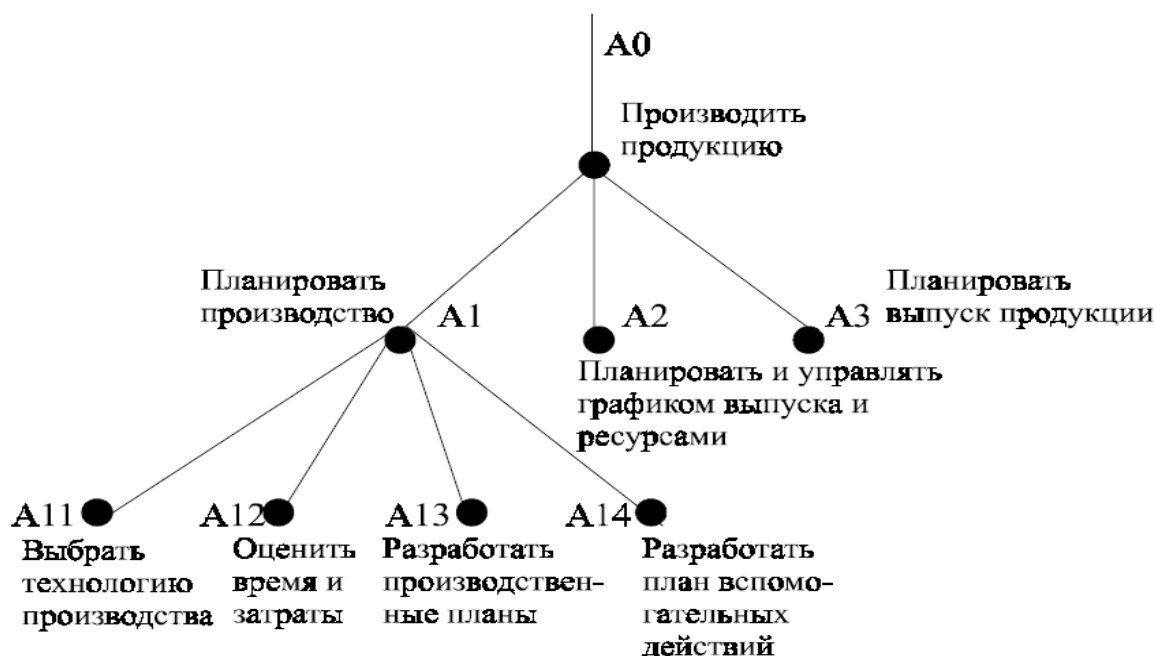 A0
Производить
продукцию
Планировать
производство
A1
A2
Планировать и управлять
графиком выпуска и
ресурсами
A3
Планировать
выпуск продукции
A11
Выбрать
технологию
производства
A12
Оценить
время и
затраты
A13
Разработать
производствен-
ные планы
A14
Разработать
план вспомо-
гательных
действий